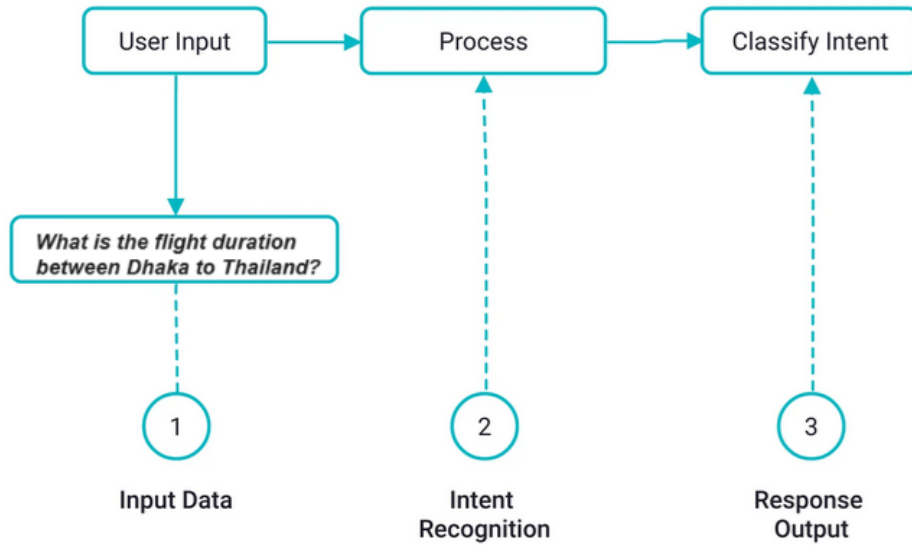 User Input
Process
Classify Intent
What is the flight duration
between Dhaka to Thailand?
1
2
3
Input Data
Intent
Recognition
Response
Output